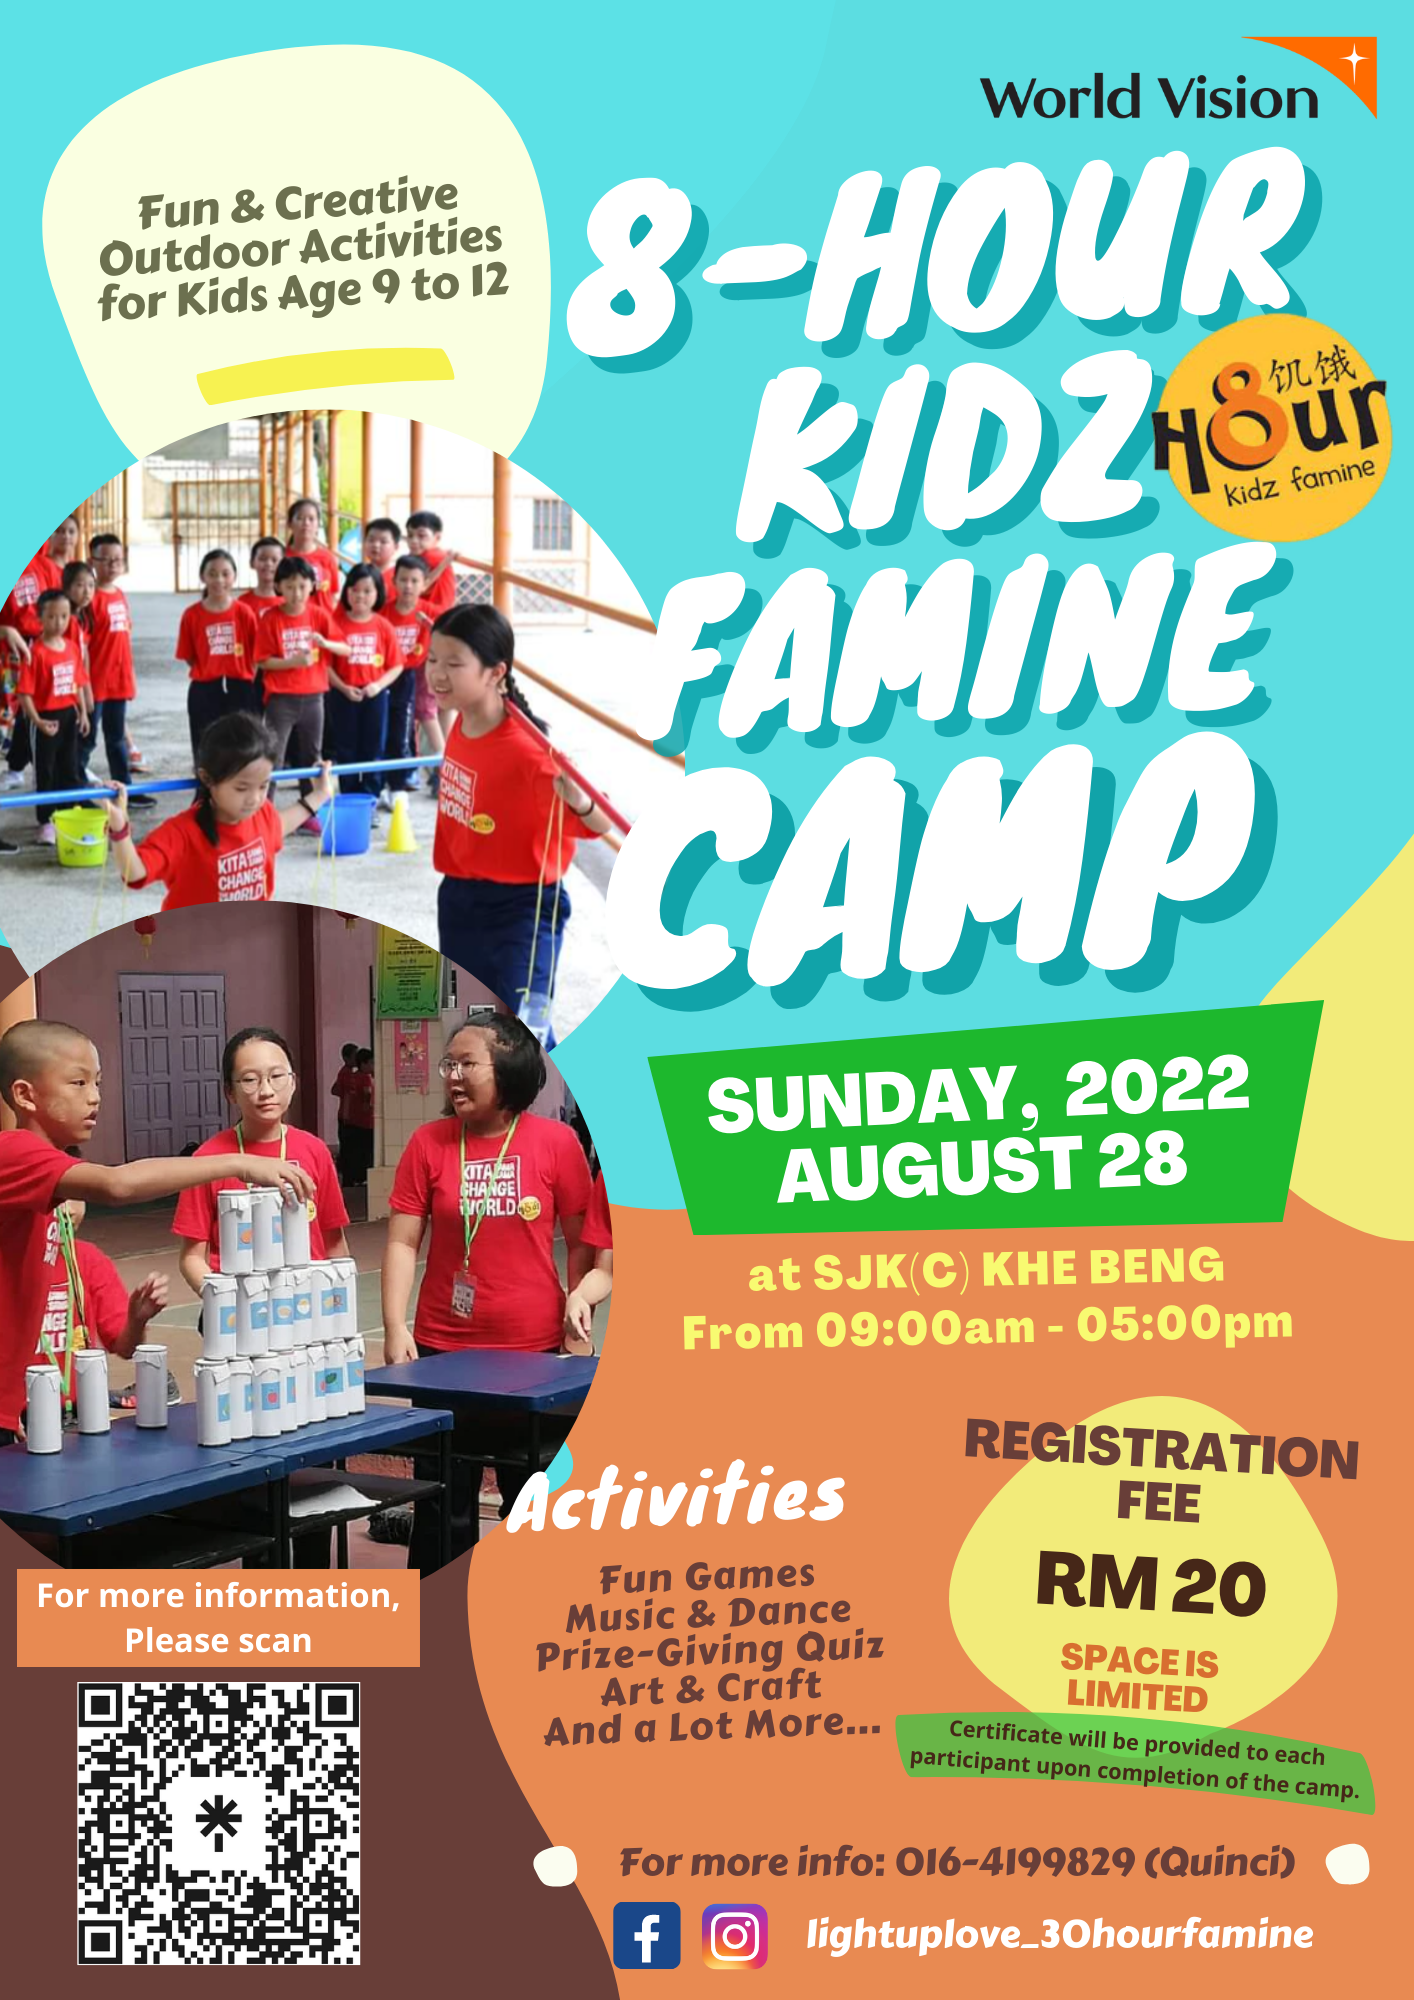 World Vision
Fun & Creative
Outdoor Activities
for Kids Age 9 to 12
8-HOUR
KIDZ
FAMINE
CAMP
饥饿
H8ur
kidz famine
KITA SAMA SAMA
CHANGE
WORLD
SUNDAY, 2022
AUGUST 28
at SJK(C) KHE BENG
From 09:00am - 05:00pm
REGISTRATION
FEE
RM 20
SPACE IS
LIMITED
Certificate will be provided to each
participant upon completion of the camp.
Activities
Fun Games
Music & Dance
Prize-Giving Quiz
Art & Craft
And a Lot More...
For more information,
Please scan
For more info: 016-4199829 (Quinci)
lightuplove_30hourfamine